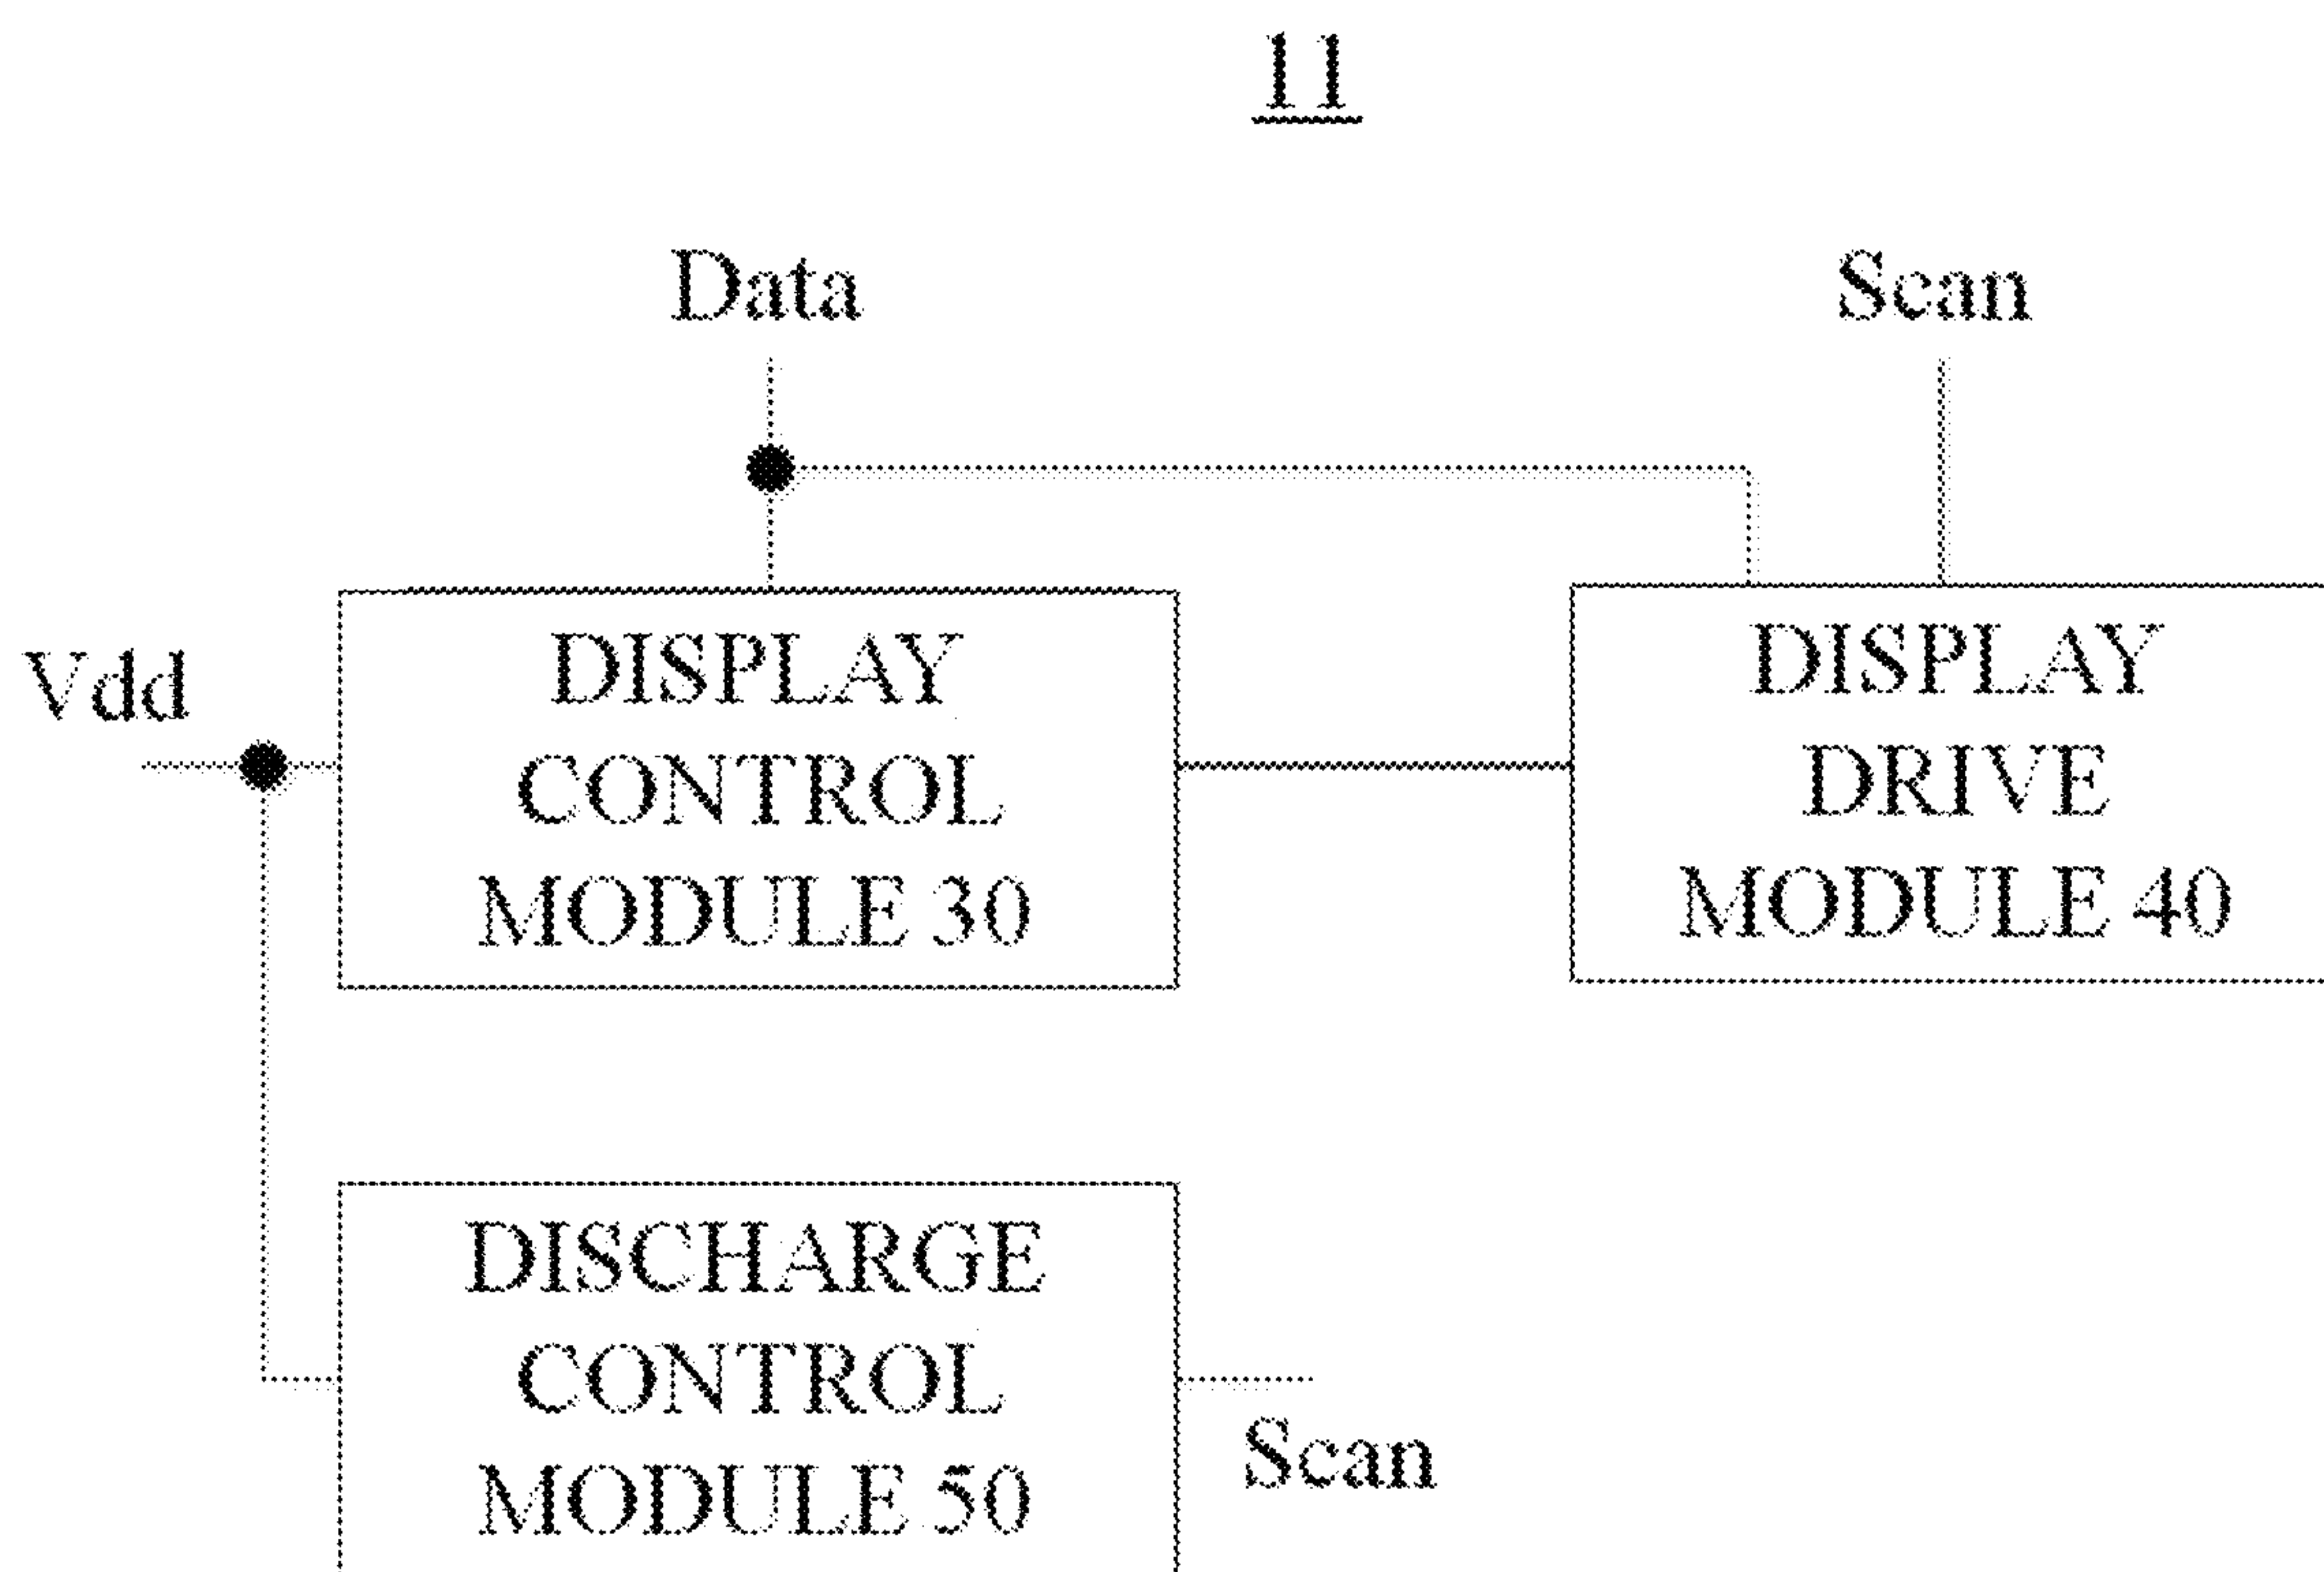 11
Data
Scan
Vdd
DISPLAY
CONTROL
MODULE 30
DISPLAY
DRIVE
MODULE 40
DISCHARGE
CONTROL
MODULE 50
Scan